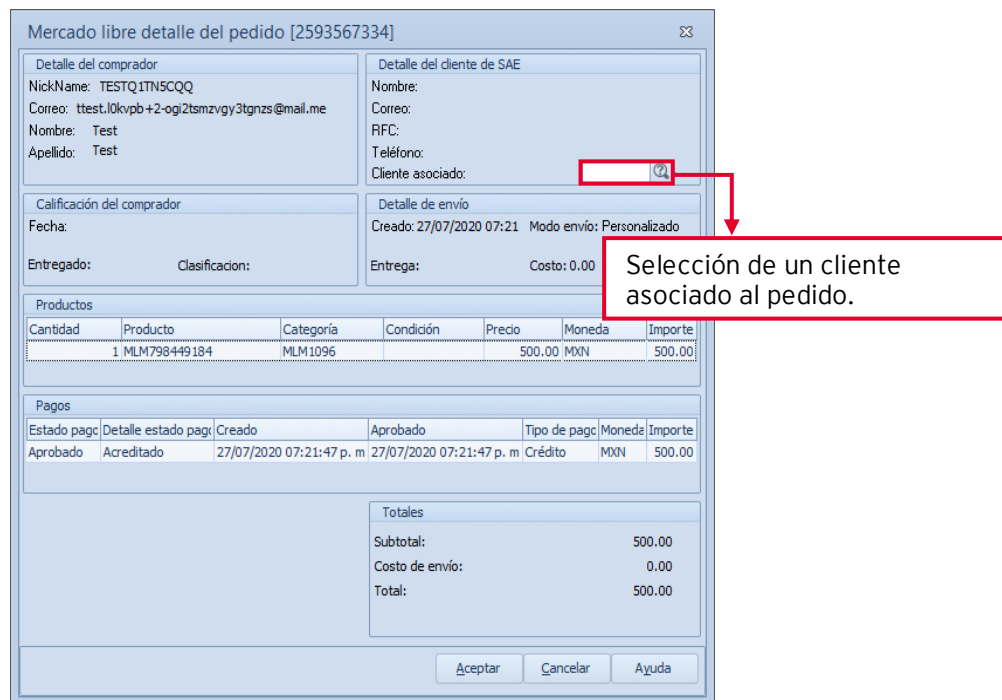 Mercado libre detalle del pedido [2593567334]
Detalle del comprador
NickName: TESTQ1TN5CQQ
Correo: ttest.l0kvpb+2-ogi2tsmzvgy3tgnzs@mail.me
Nombre: Test
Apellido: Test
Detalle del cliente de SAE
Nombre:
Correo:
RFC:
Teléfono:
Cliente asociado:
Calificación del comprador
Fecha:
Entregado: Clasificacion:
Detalle de envío
Creado: 27/07/2020 07:21 Modo envío: Personalizado
Entrega: Costo: 0.00
Selección de un cliente
asociado al pedido.
Productos
Cantidad Producto Categoría Condición Precio Moneda Importe
1 MLM798449184 MLM1096 500.00 MXN 500.00
Pagos
Estado pago Detalle estado pago Creado Aprobado Tipo de pago Moneda Importe
Aprobado Acreditado 27/07/2020 07:21:47 p. m 27/07/2020 07:21:47 p. m Crédito MXN 500.00
Totales
Subtotal: 500.00
Costo de envío: 0.00
Total: 500.00
Aceptar Cancelar Ayuda